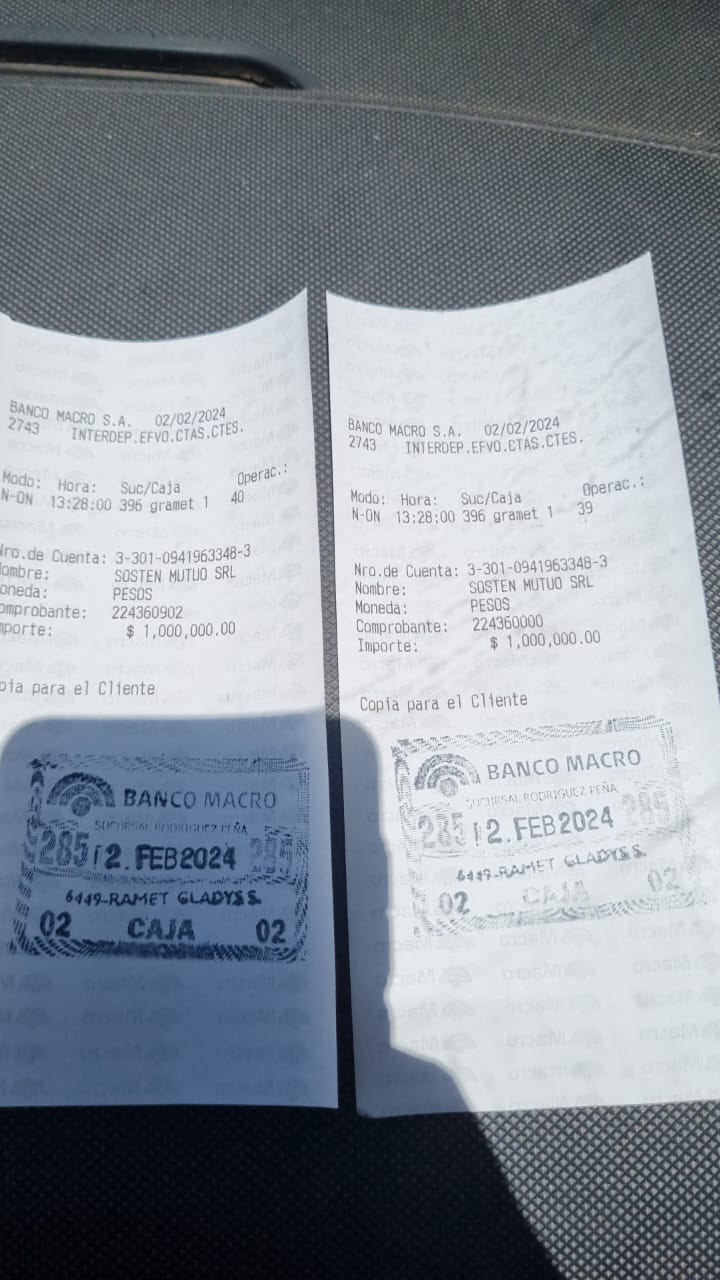 BANCO MACRO S.A. 02/02/2024
2743 INTERDEP.EFVO.CTAS.CTES.
Modo: Hora: Suc/Caja Operac.:
N-ON 13:28:00 396 gramet 1 40
Nro.de Cuenta: 3-301-0941963348-3
ombre: SOSTEN MUTUO SRL
oneda: PESOS
omprobante: 224360902
mporte: $ 1,000,000.00
pia para el Cliente
BANCO MACRO
SUCURSAL RODRIGUEZ PEÑA
285 2. FEB 2024 285
6449-RAMET GLADYS S.
02 CAJA 02
BANCO MACRO S.A. 02/02/2024
2743 INTERDEP.EFVO.CTAS.CTES.
Modo: Hora: Suc/Caja Operac.:
N-ON 13:28:00 396 gramet 1 39
Nro.de Cuenta: 3-301-0941963348-3
Nombre: SOSTEN MUTUO SRL
Moneda: PESOS
Comprobante: 224360000
Importe: $ 1,000,000.00
Copia para el Cliente
BANCO MACRO
SUCURSAL RODRIGUEZ PEÑA
285 2. FEB 2024 285
6449-RAMET GLADYS S.
02 CAJA 02